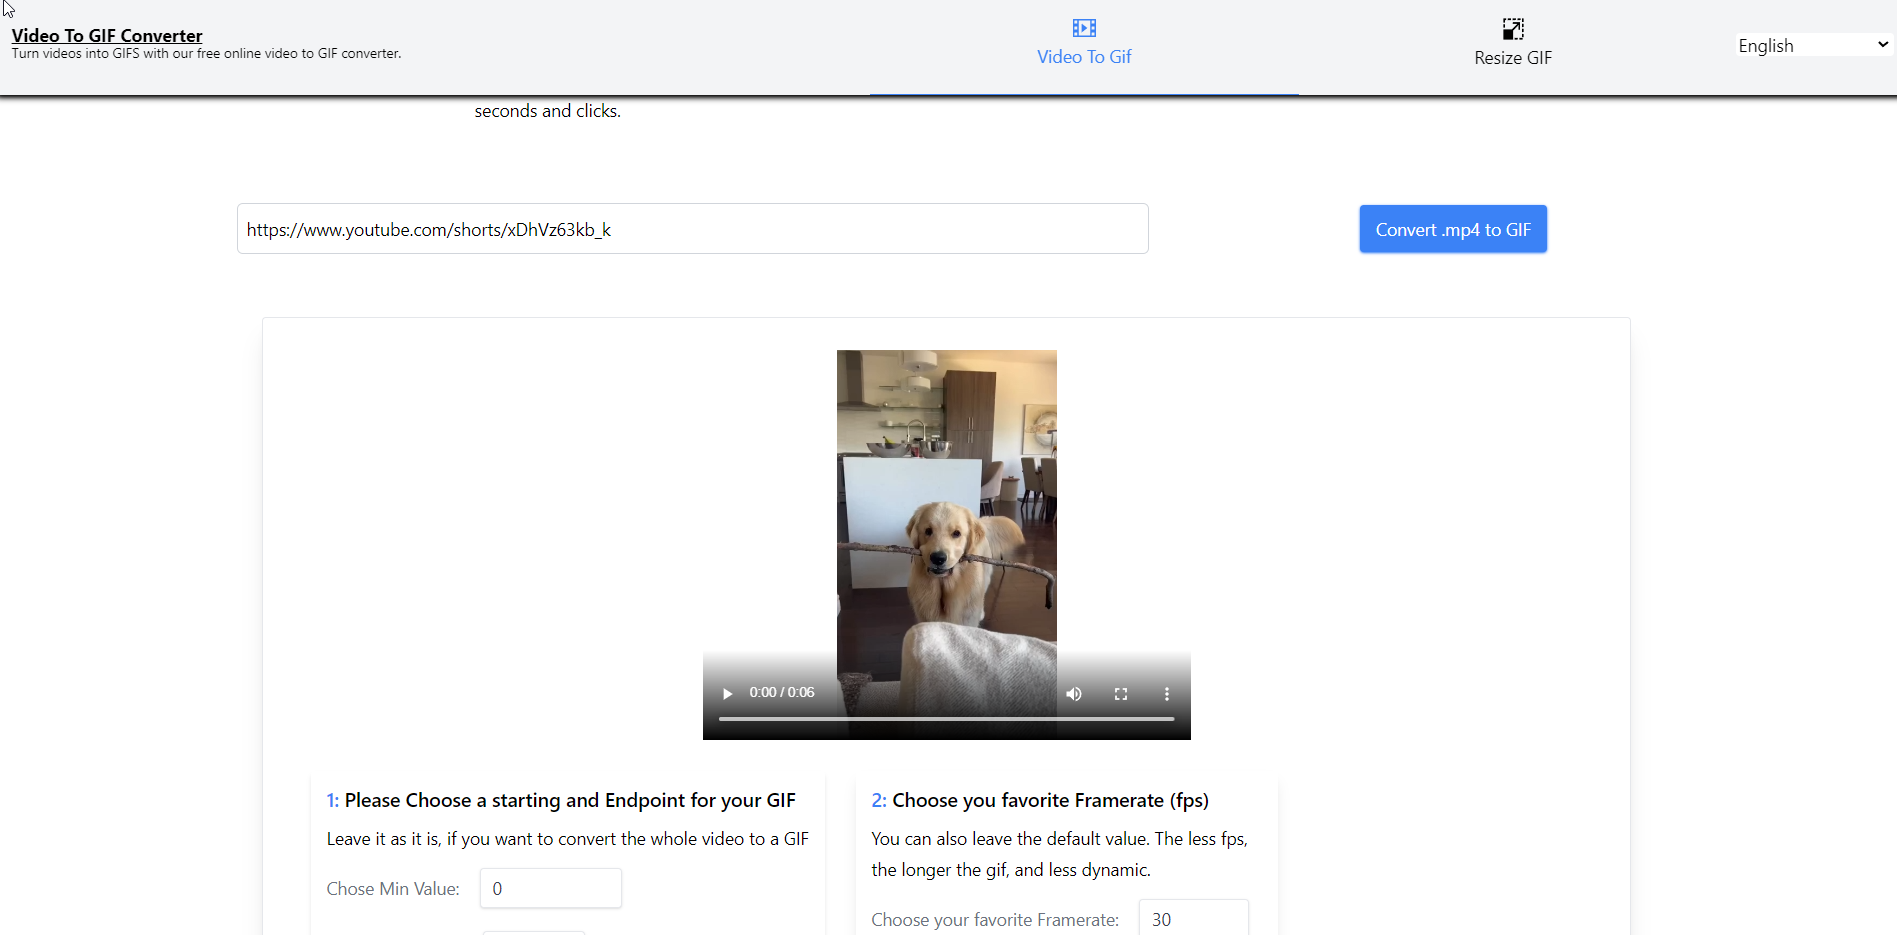 Video To GIF Converter
Turn videos into GIFS with our free online video to GIF converter.
Video To Gif
Resize GIF
English
seconds and clicks.
https://www.youtube.com/shorts/xDhVz63kb_k
Convert .mp4 to GIF
0:00 / 0:06
1: Please Choose a starting and Endpoint for your GIF
Leave it as it is, if you want to convert the whole video to a GIF
Chose Min Value:
0
2: Choose you favorite Framerate (fps)
You can also leave the default value. The less fps,
the longer the gif, and less dynamic.
Choose your favorite Framerate:
30